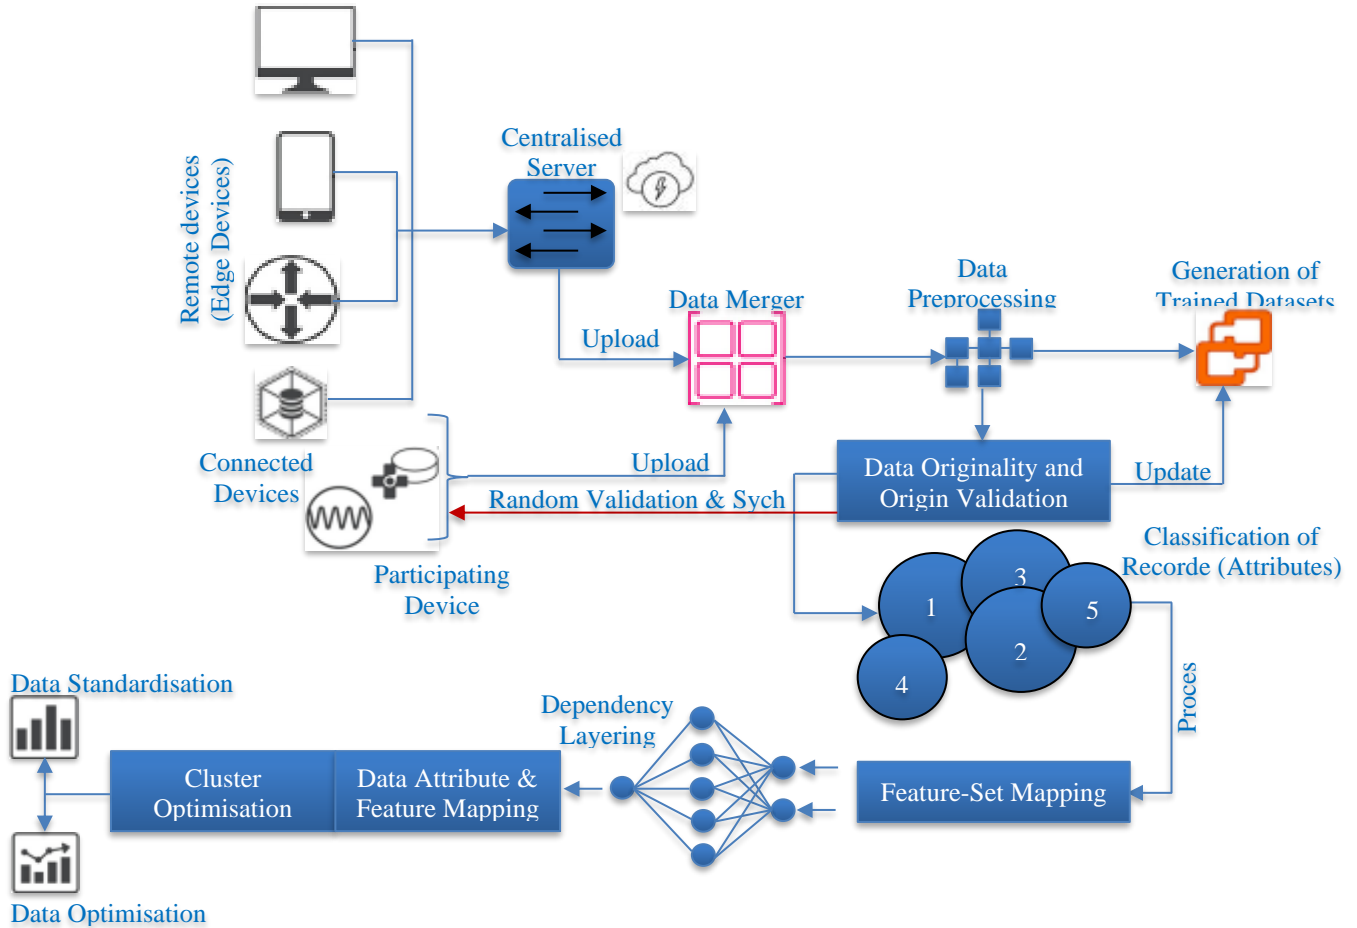 Centralised
Server
Remote devices
(Edge Devices)
Data
Preprocessing
Generation of
Trained Datasets
Data Merger
Upload
Connected
Devices
Upload
Data Originality and
Origin Validation
Update
Random Validation & Sych
Participating
Device
Classification of
Recorde (Attributes)
1
3
5
2
4
Proces
Data Standardisation
Dependency
Layering
Cluster
Optimisation
Data Attribute &
Feature Mapping
Feature-Set Mapping
Data Optimisation